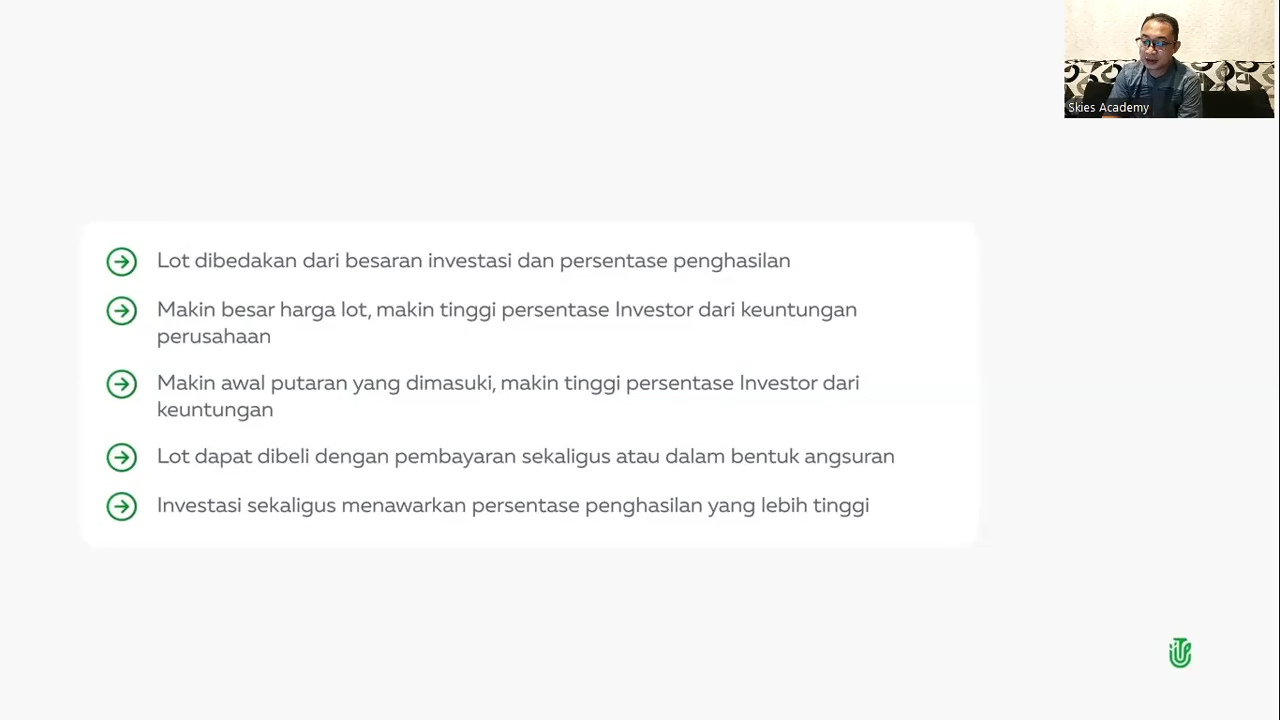 Skies Academy
Lot dibedakan dari besaran investasi dan persentase penghasilan
Makin besar harga lot, makin tinggi persentase Investor dari keuntungan
perusahaan
Makin awal putaran yang dimasuki, makin tinggi persentase Investor dari
keuntungan
Lot dapat dibeli dengan pembayaran sekaligus atau dalam bentuk angsuran
Investasi sekaligus menawarkan persentase penghasilan yang lebih tinggi